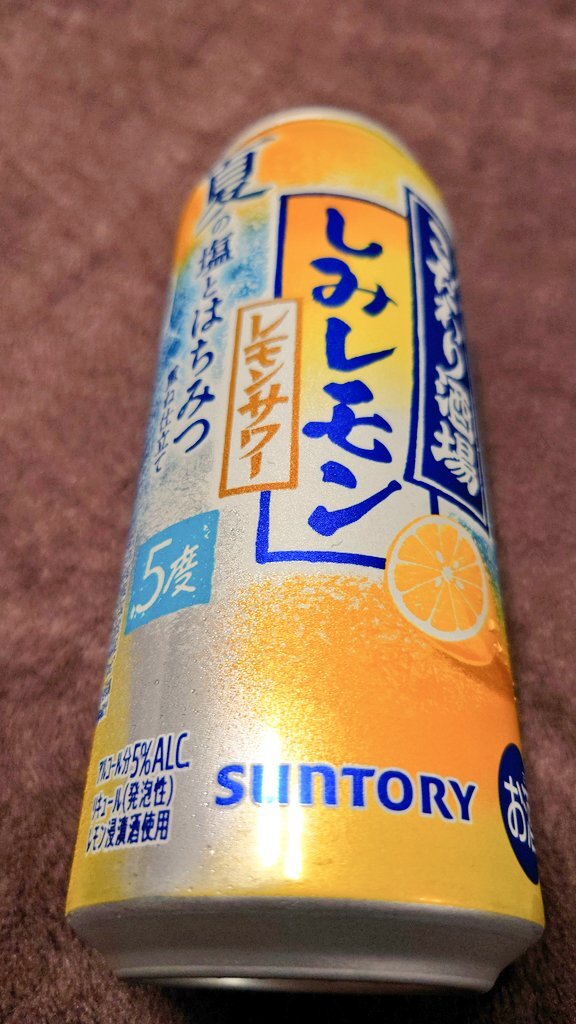 こだわり酒場
しみレモン
レモンサワー
夏の塩とはちみつ
5度
アルコール分5%ALC
リキュール(発泡性)
レモン浸漬酒使用
SUNTORY
お